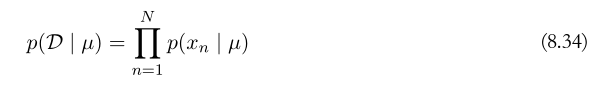 p(𝒟 | μ) = ∏_{n=1}^{N} p(x_n | μ) (8.34)